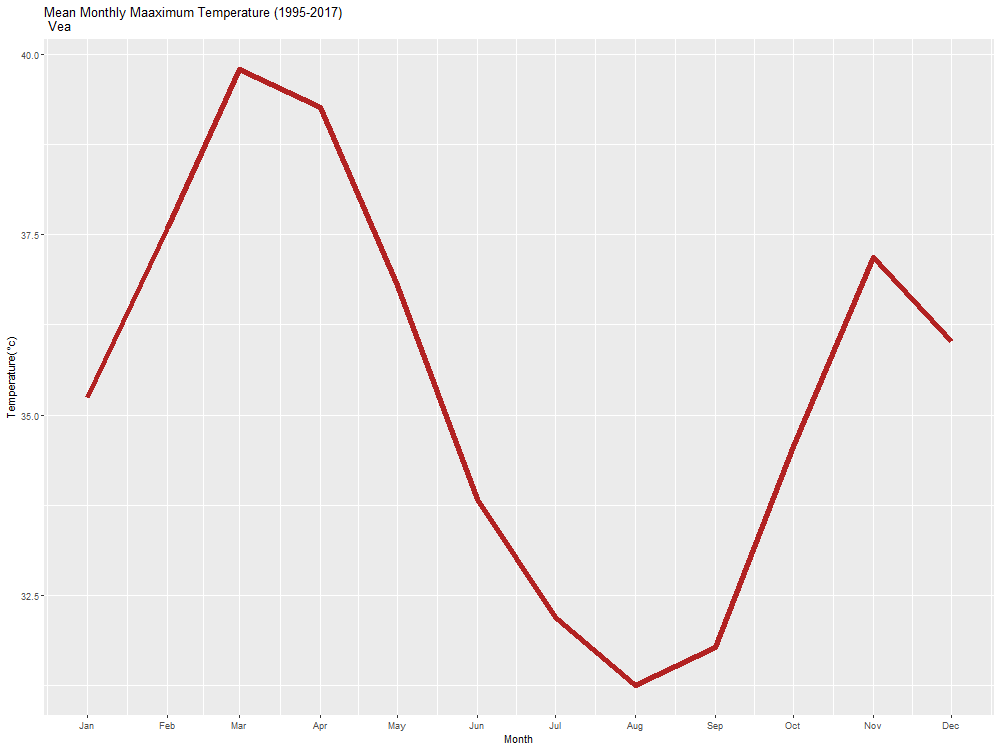 Mean Monthly Maaximum Temperature (1995-2017)
Vea
40.0
37.5
35.0
32.5
Temperature(°c)
Jan Feb Mar Apr May Jun Jul Aug Sep Oct Nov Dec
Month